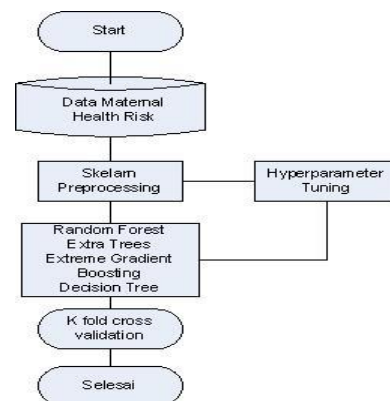 Start
Data Maternal
Health Risk
Skelarn
Preprocessing
Hyperparameter
Tuning
Random Forest
Extra Trees
Extreme Gradient
Boosting
Decision Tree
K fold cross
validation
Selesai